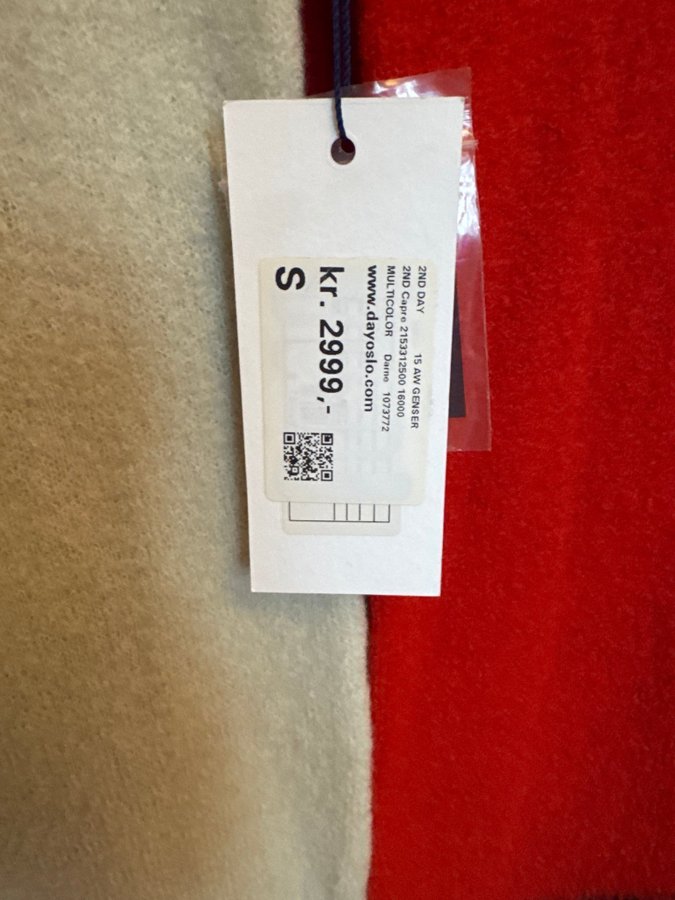 2ND DAY 15 AW GENSER
2ND Capre 2153312500 16000
MULTICOLOR Dame 1073772
www.dayoslo.com
kr. 2999,-
S